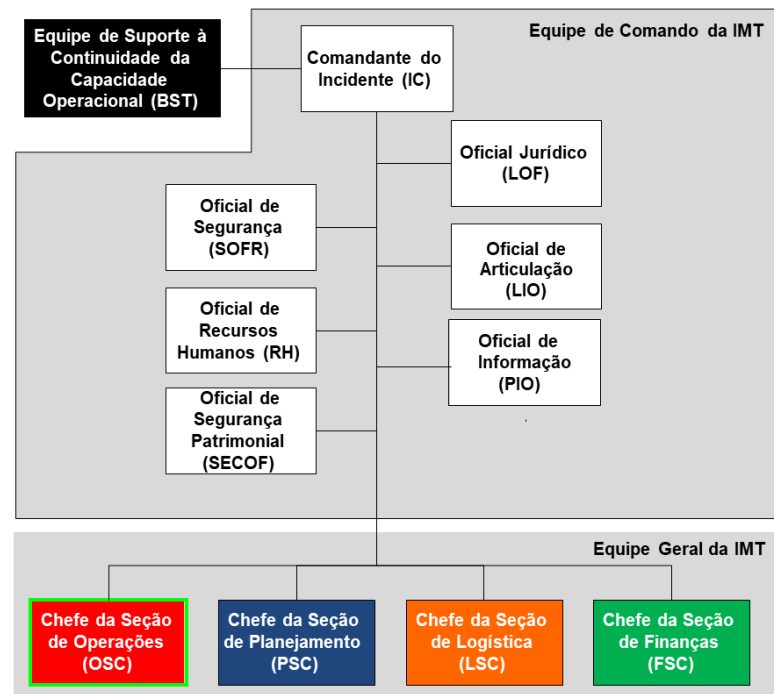 Equipe de Suporte à
Continuidade da
Capacidade
Operacional (BST)
Comandante do
Incidente (IC)
Equipe de Comando da IMT
Oficial Jurídico
(LOF)
Oficial de
Segurança
(SOFR)
Oficial de
Articulação
(LIO)
Oficial de
Recursos
Humanos (RH)
Oficial de
Informação
(PIO)
Oficial de
Segurança
Patrimonial
(SECOF)
Equipe Geral da IMT
Chefe da Seção
de Operações
(OSC)
Chefe da Seção
de Planejamento
(PSC)
Chefe da Seção
de Logística
(LSC)
Chefe da Seção
de Finanças
(FSC)